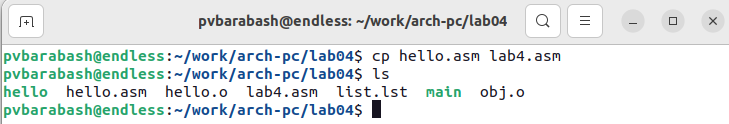 pvbarabash@endless: ~/work/arch-pc/lab04
pvbarabash@endless:~/work/arch-pc/lab04$ cp hello.asm lab4.asm
pvbarabash@endless:~/work/arch-pc/lab04$ ls
hello  hello.asm  hello.o  lab4.asm  list.lst  main  obj.o
pvbarabash@endless:~/work/arch-pc/lab04$